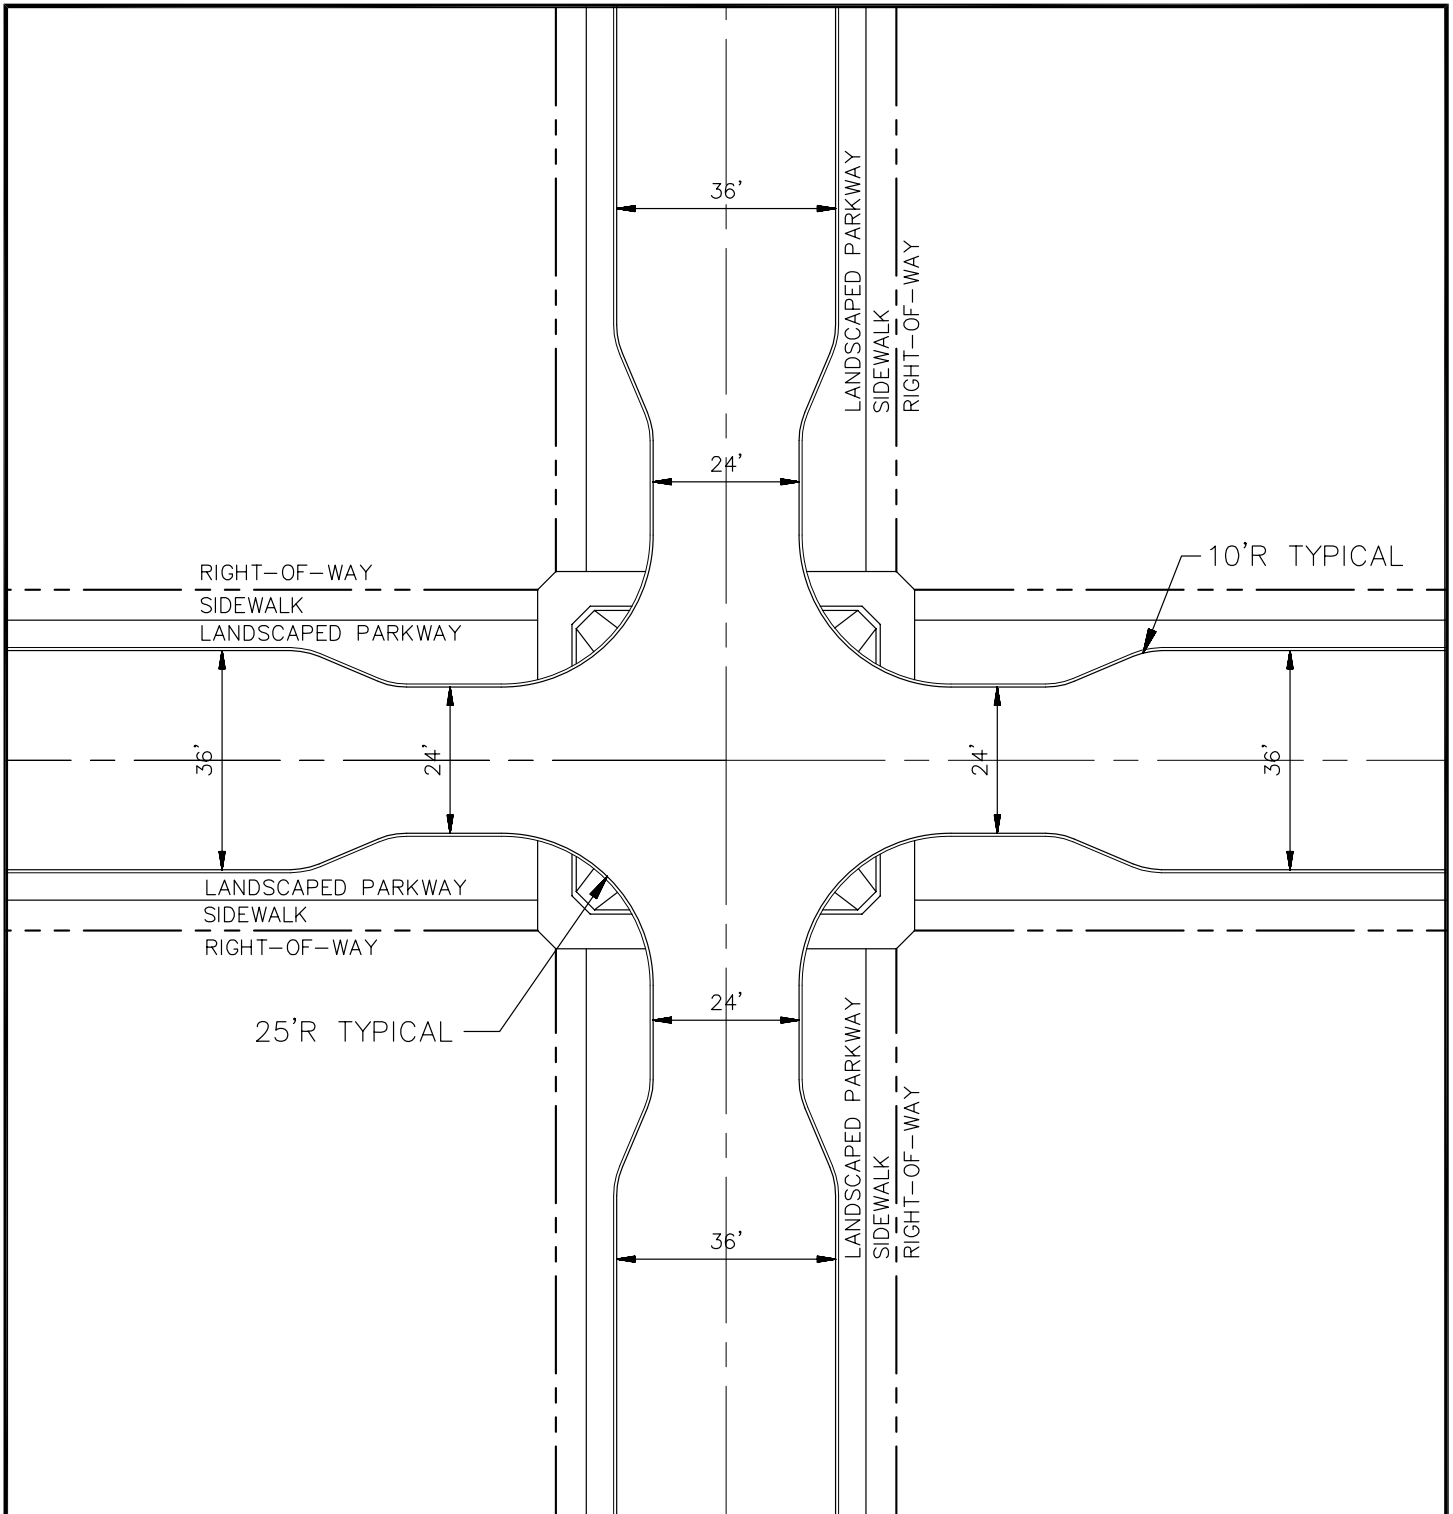 36'
LANDSCAPED PARKWAY
SIDEWALK
RIGHT-OF-WAY
24'
10'R TYPICAL
RIGHT-OF-WAY
SIDEWALK
LANDSCAPED PARKWAY
36'
24'
24'
36'
LANDSCAPED PARKWAY
SIDEWALK
RIGHT-OF-WAY
25'R TYPICAL
24'
LANDSCAPED PARKWAY
SIDEWALK
RIGHT-OF-WAY
36'